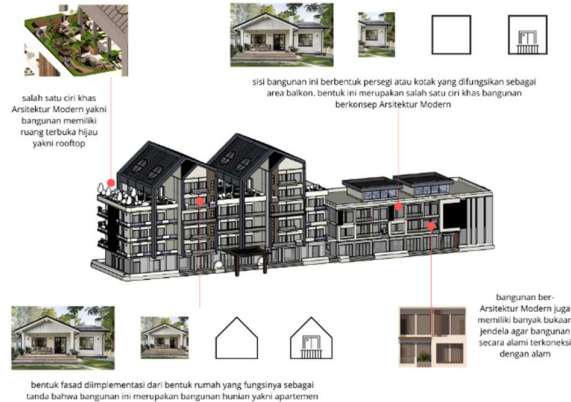 sisi bangunan ini berbentuk persegi atau kotak yang difungsikan sebagai
area balkon. bentuk ini merupakan salah satu ciri khas bangunan
berkonsep Arsitektur Modern
salah satu ciri khas
Arsitektur Modern yakni
bangunan memiliki
ruang terbuka hijau
yakni rooftop
bangunan ber-
Arsitektur Modern juga
memiliki banyak bukaan
jendela agar bangunan
secara alami terkoneksi
dengan alam
bentuk fasad diimplementasi dari bentuk rumah yang fungsinya sebagai
tanda bahwa bangunan ini merupakan bangunan hunian yakni apartemen